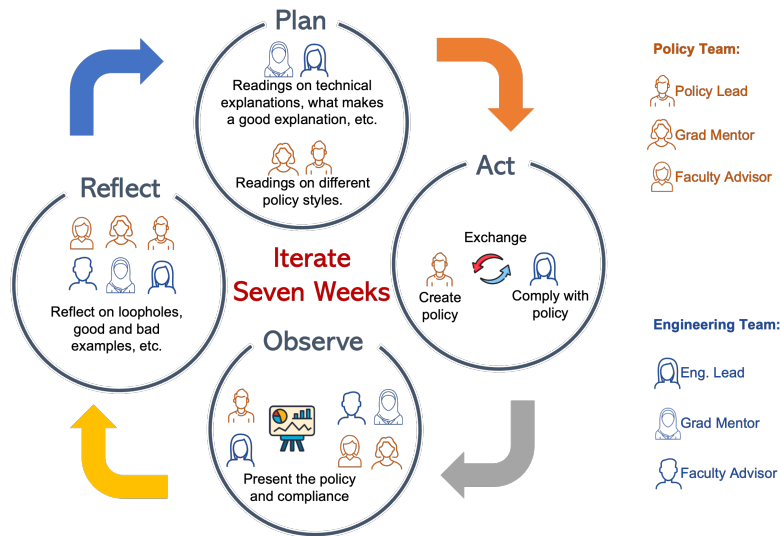 Plan
Readings on technical
explanations, what makes
a good explanation, etc.
Readings on different
policy styles.
Act
Exchange
Create
policy
Comply with
policy
Observe
Present the policy
and compliance
Reflect
Reflect on loopholes,
good and bad
examples, etc.
Iterate
Seven Weeks
Policy Team:
Policy Lead
Grad Mentor
Faculty Advisor
Engineering Team:
Eng. Lead
Grad Mentor
Faculty Advisor